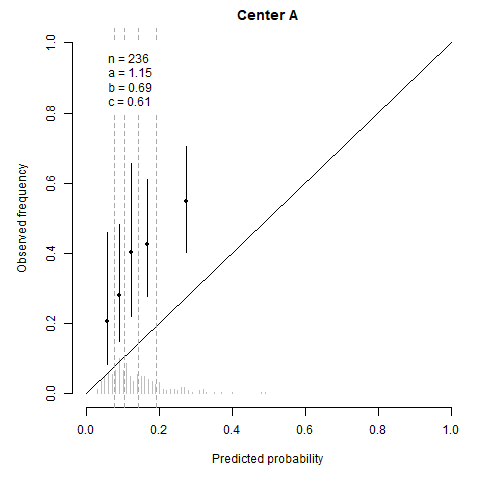 Center A
n = 236
a = 1.15
b = 0.69
c = 0.61
Observed frequency
1.0
0.8
0.6
0.4
0.2
0.0
0.0 0.2 0.4 0.6 0.8 1.0
Predicted probability